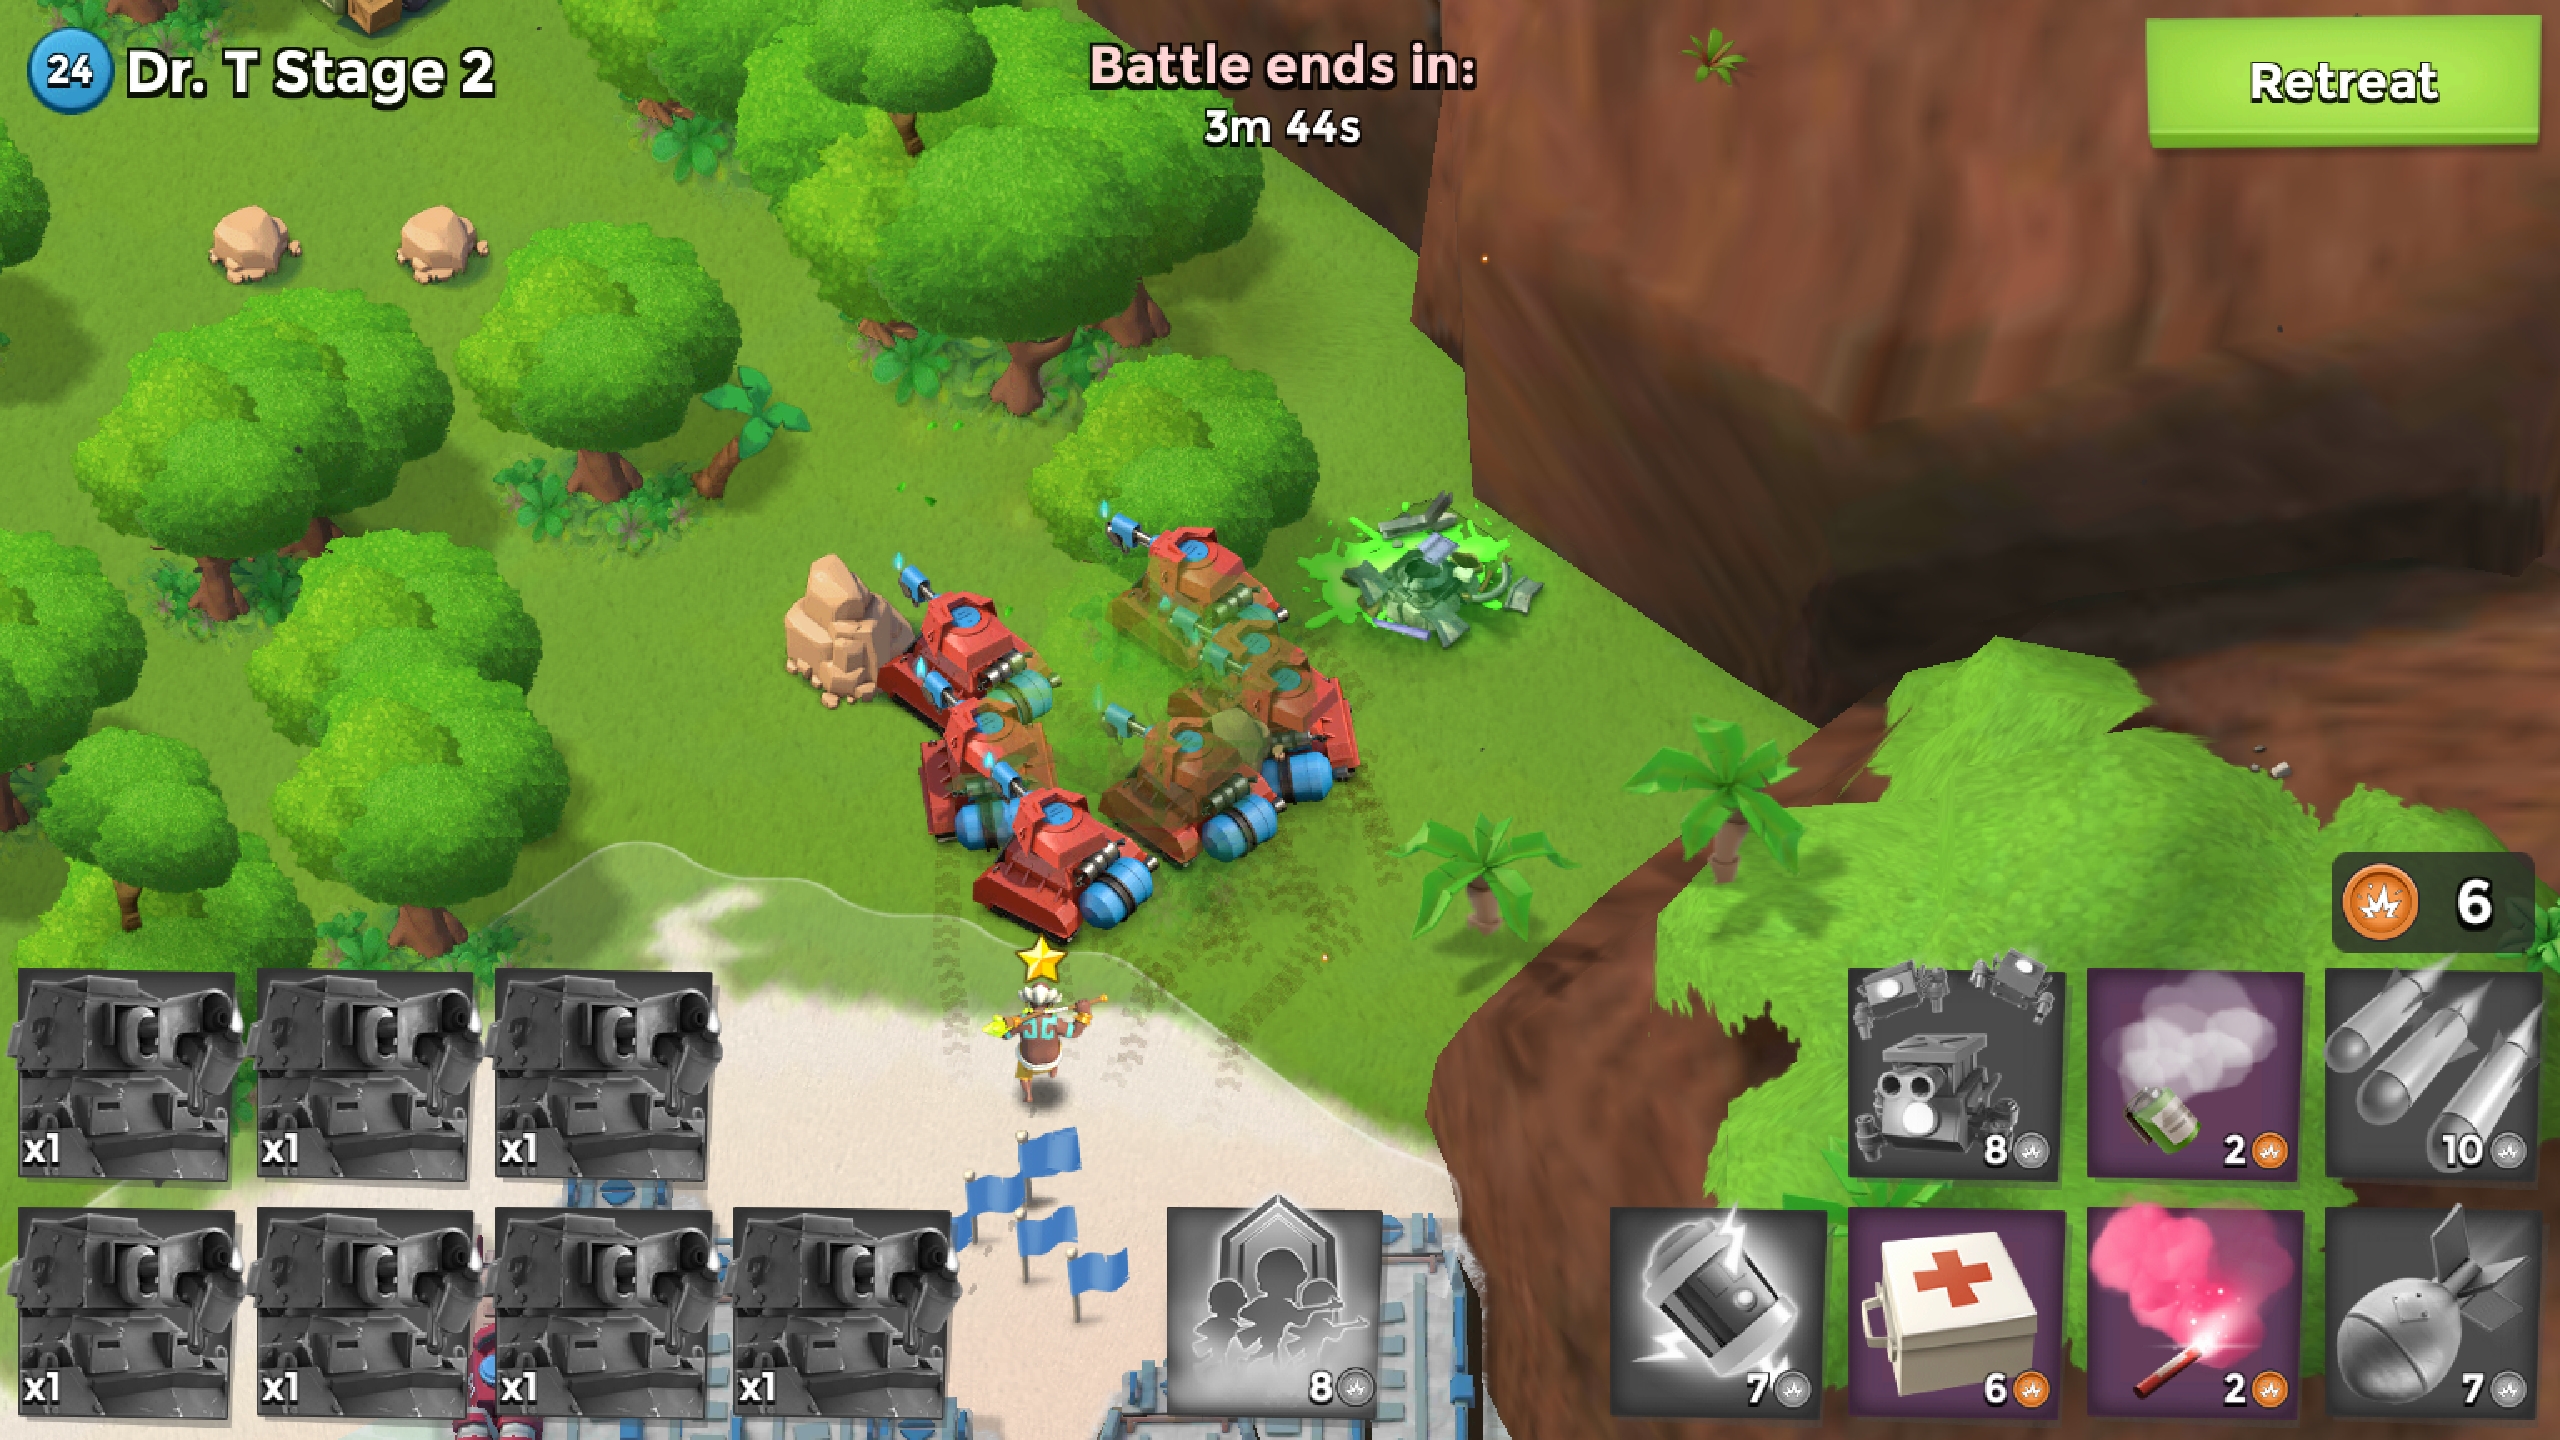 24 Dr. T Stage 2
Battle ends in:
3m 44s
Retreat
6
x1 x1 x1
8 2 10
x1 x1 x1 x1
8
7 6 2 7